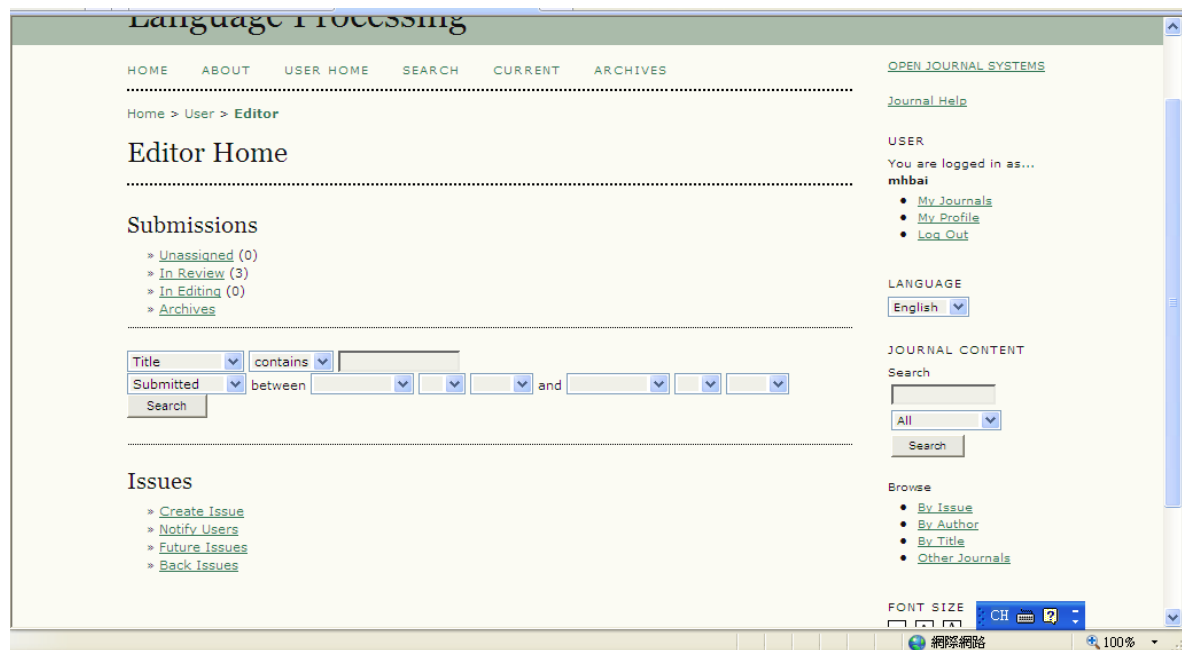 Language Processing
HOME ABOUT USER HOME SEARCH CURRENT ARCHIVES
Home > User > Editor
Editor Home
Submissions
» Unassigned (0)
» In Review (3)
» In Editing (0)
» Archives
Title contains
Submitted between and
Search
Issues
» Create Issue
» Notify Users
» Future Issues
» Back Issues
OPEN JOURNAL SYSTEMS
Journal Help
USER
You are logged in as...
mhbai
• My Journals
• My Profile
• Log Out
LANGUAGE
English
JOURNAL CONTENT
Search
All
Search
Browse
• By Issue
• By Author
• By Title
• Other Journals
FONT SIZE
CH
網際網路 100%